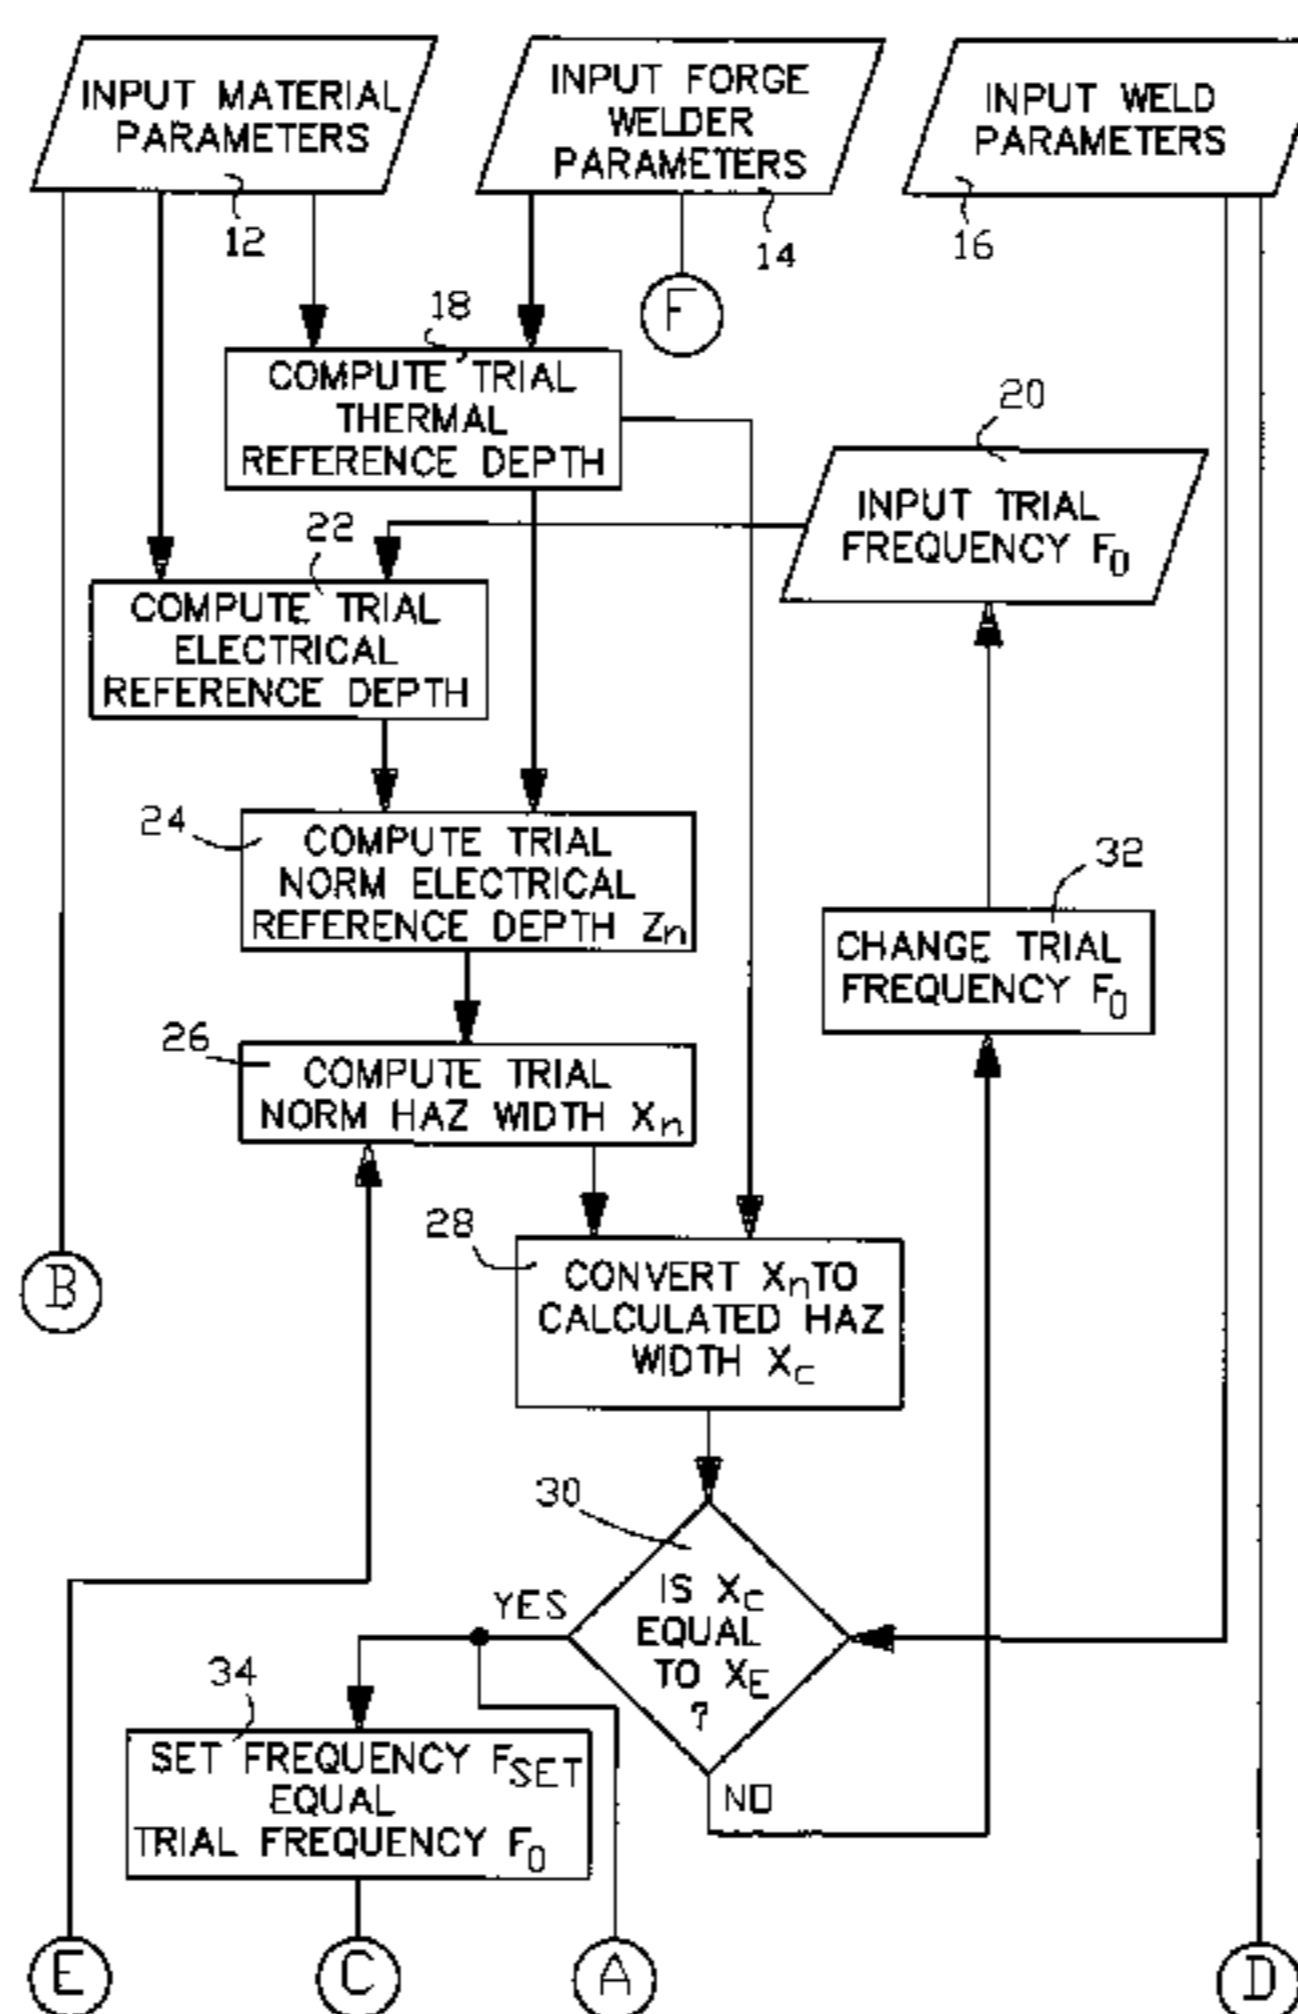 INPUT MATERIAL
PARAMETERS
12
INPUT FORGE
WELDER
PARAMETERS
14
INPUT WELD
PARAMETERS
16
F
18
COMPUTE TRIAL
THERMAL
REFERENCE DEPTH
20
INPUT TRIAL
FREQUENCY F0
22
COMPUTE TRIAL
ELECTRICAL
REFERENCE DEPTH
24
COMPUTE TRIAL
NORM ELECTRICAL
REFERENCE DEPTH Zn
32
CHANGE TRIAL
FREQUENCY F0
26
COMPUTE TRIAL
NORM HAZ WIDTH Xn
28
CONVERT Xn TO
CALCULATED HAZ
WIDTH Xc
B
30
IS Xc
EQUAL
TO XE
?
YES
NO
34
SET FREQUENCY FSET
EQUAL
TRIAL FREQUENCY F0
E
C
A
D